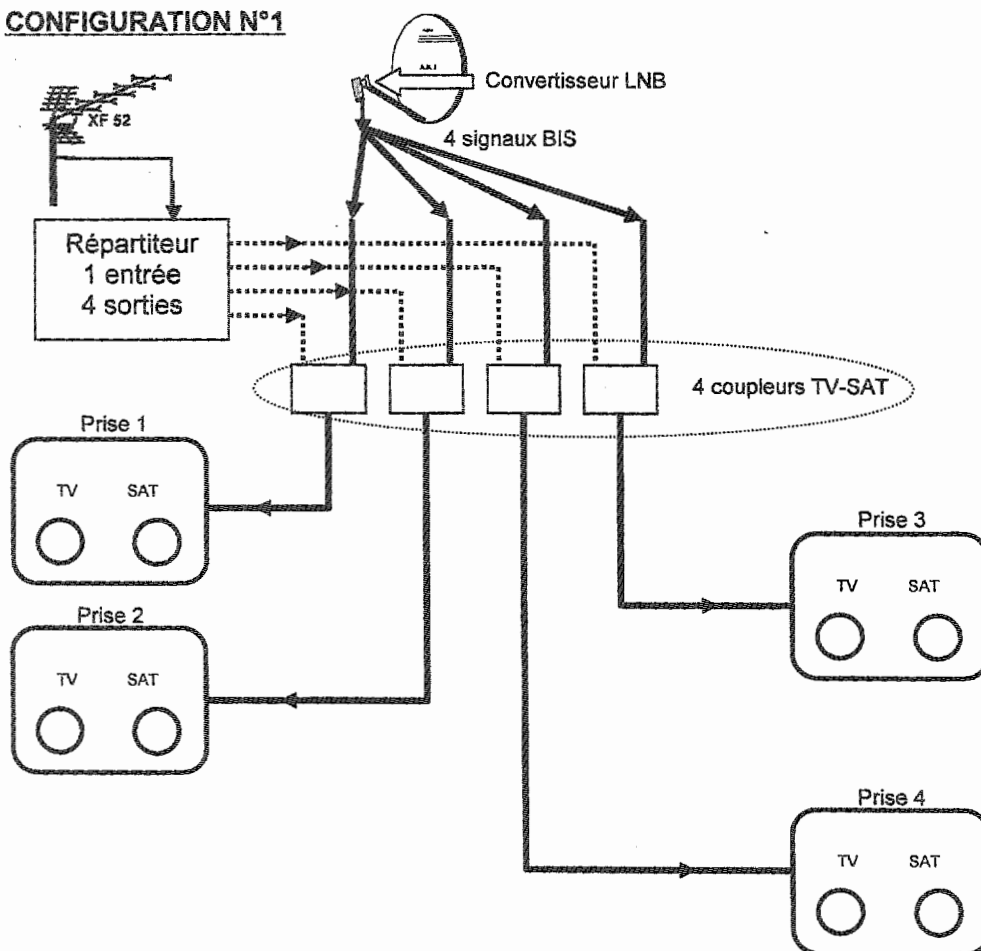 CONFIGURATION N°1
Convertisseur LNB
XF 52
4 signaux BIS
Répartiteur
1 entrée
4 sorties
4 coupleurs TV-SAT
Prise 1
TV SAT
Prise 2
TV SAT
Prise 3
TV SAT
Prise 4
TV SAT